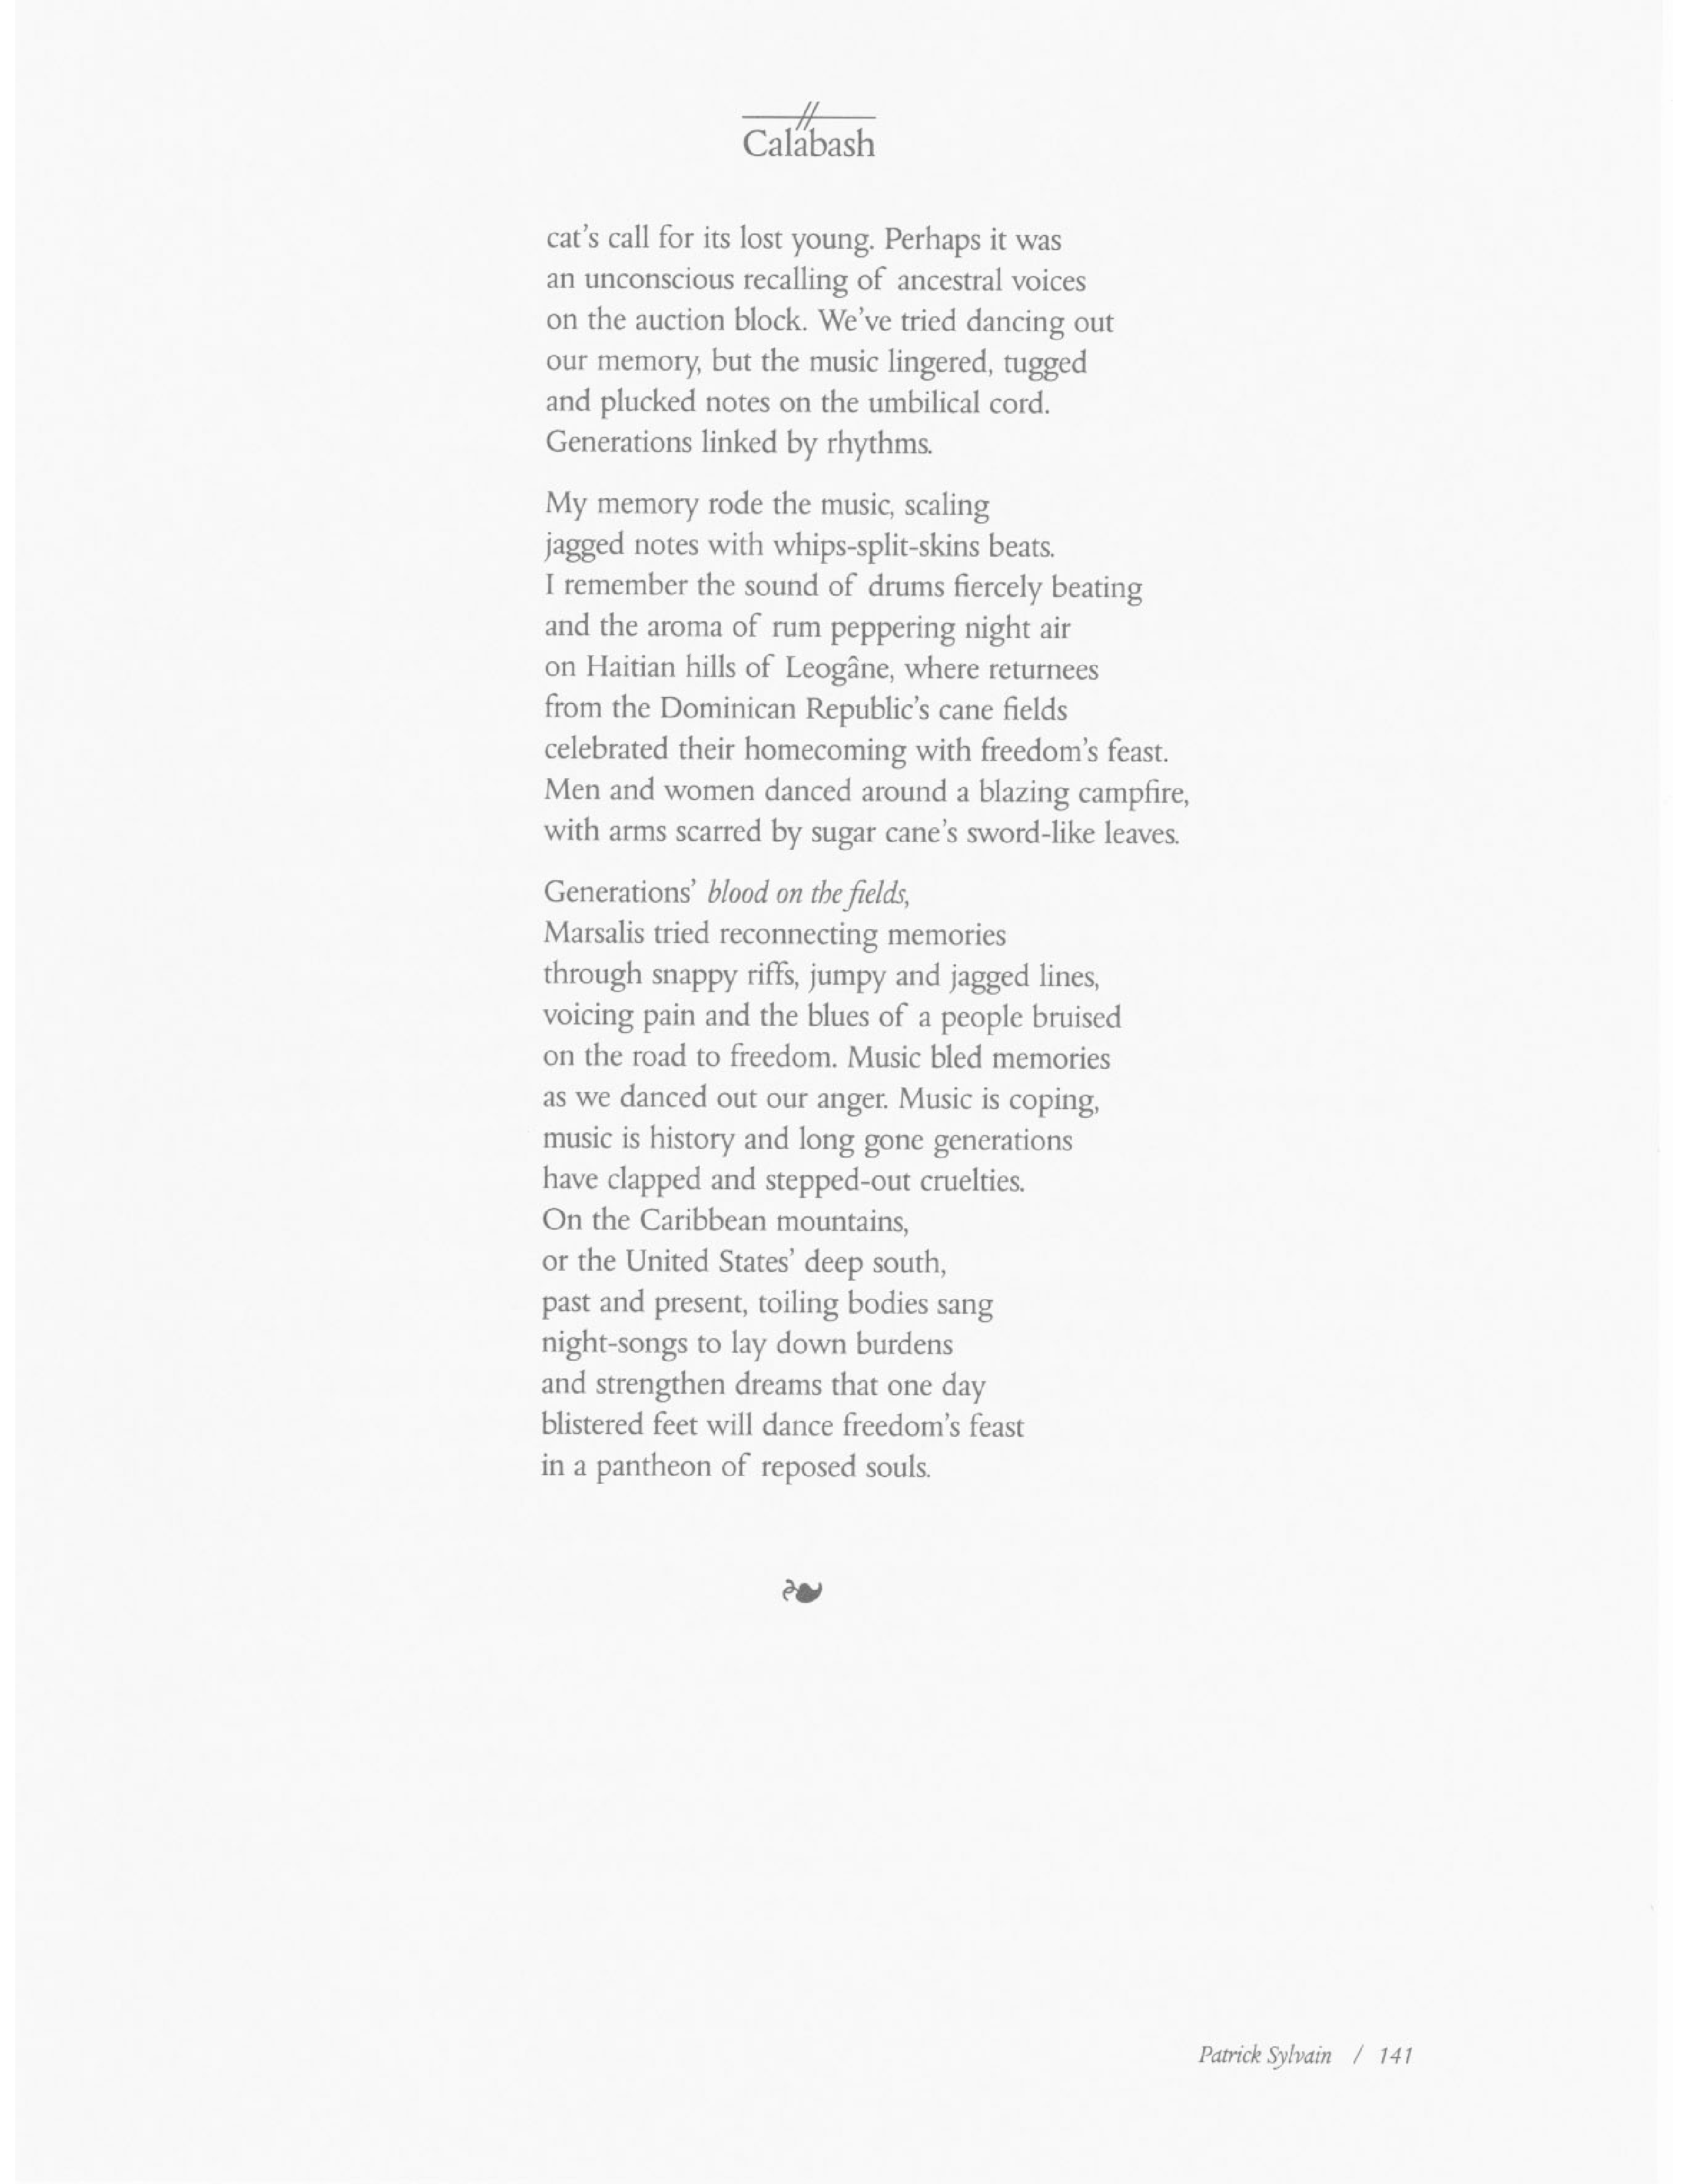 Calabash
cat's call for its lost young. Perhaps it was
an unconscious recalling of ancestral voices
on the auction block. We've tried dancing out
our memory, but the music lingered, tugged
and plucked notes on the umbilical cord.
Generations linked by rhythms.
My memory rode the music, scaling
jagged notes with whips-split-skins beats.
I remember the sound of drums fiercely beating
and the aroma of rum peppering night air
on Haitian hills of Leogâne, where returnees
from the Dominican Republic's cane fields
celebrated their homecoming with freedom's feast.
Men and women danced around a blazing campfire,
with arms scarred by sugar cane's sword-like leaves.
Generations' blood on the fields,
Marsalis tried reconnecting memories
through snappy riffs, jumpy and jagged lines,
voicing pain and the blues of a people bruised
on the road to freedom. Music bled memories
as we danced out our anger. Music is coping,
music is history and long gone generations
have clapped and stepped-out cruelties.
On the Caribbean mountains,
or the United States' deep south,
past and present, toiling bodies sang
night-songs to lay down burdens
and strengthen dreams that one day
blistered feet will dance freedom's feast
in a pantheon of reposed souls.
Patrick Sylvain / 141